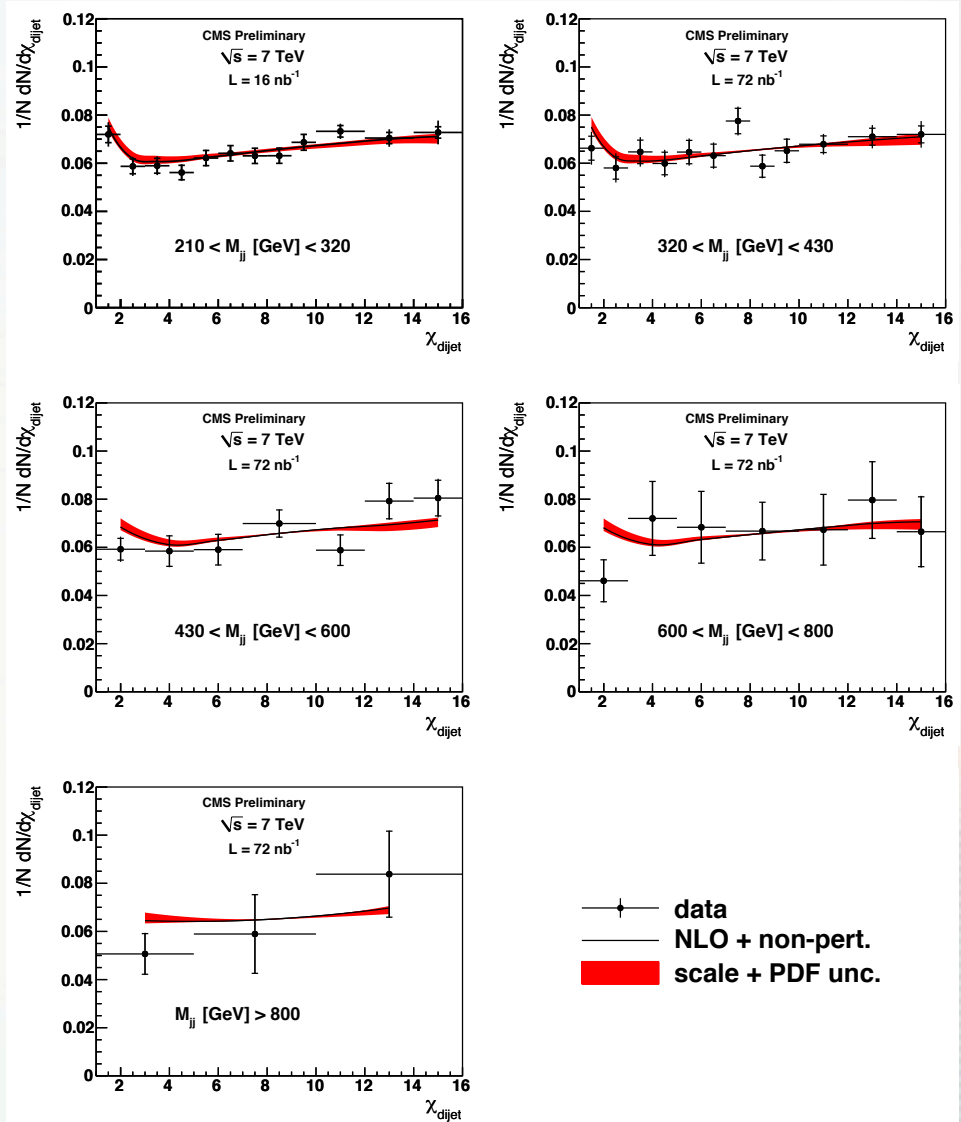 1/N dN/dχdijet
0.12
0.1
0.08
0.06
0.04
0.02
0
CMS Preliminary
√s = 7 TeV
L = 16 nb⁻¹
210 < Mjj [GeV] < 320
2 4 6 8 10 12 14 16
χdijet
1/N dN/dχdijet
0.12
0.1
0.08
0.06
0.04
0.02
0
CMS Preliminary
√s = 7 TeV
L = 72 nb⁻¹
320 < Mjj [GeV] < 430
2 4 6 8 10 12 14 16
χdijet
1/N dN/dχdijet
0.12
0.1
0.08
0.06
0.04
0.02
0
CMS Preliminary
√s = 7 TeV
L = 72 nb⁻¹
430 < Mjj [GeV] < 600
2 4 6 8 10 12 14 16
χdijet
1/N dN/dχdijet
0.12
0.1
0.08
0.06
0.04
0.02
0
CMS Preliminary
√s = 7 TeV
L = 72 nb⁻¹
600 < Mjj [GeV] < 800
2 4 6 8 10 12 14 16
χdijet
1/N dN/dχdijet
0.12
0.1
0.08
0.06
0.04
0.02
0
CMS Preliminary
√s = 7 TeV
L = 72 nb⁻¹
Mjj [GeV] > 800
2 4 6 8 10 12 14 16
χdijet
data
NLO + non-pert.
scale + PDF unc.